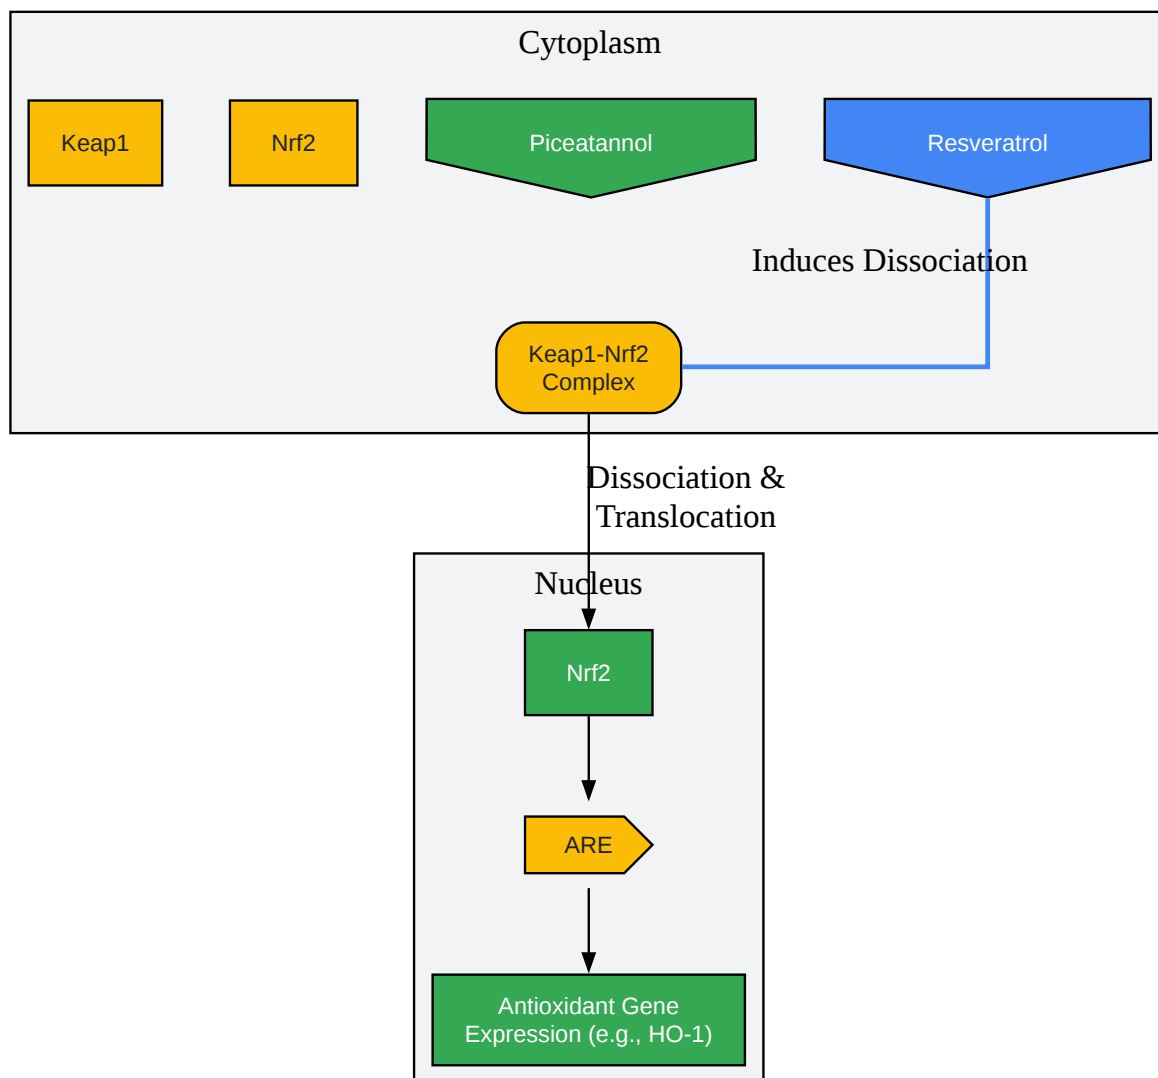 Cytoplasm
Keap1
Nrf2
Piceatannol
Resveratrol
Induces Dissociation
Keap1-Nrf2
Complex
Dissociation &
Translocation
Nucleus
Nrf2
ARE
Antioxidant Gene
Expression (e.g., HO-1)